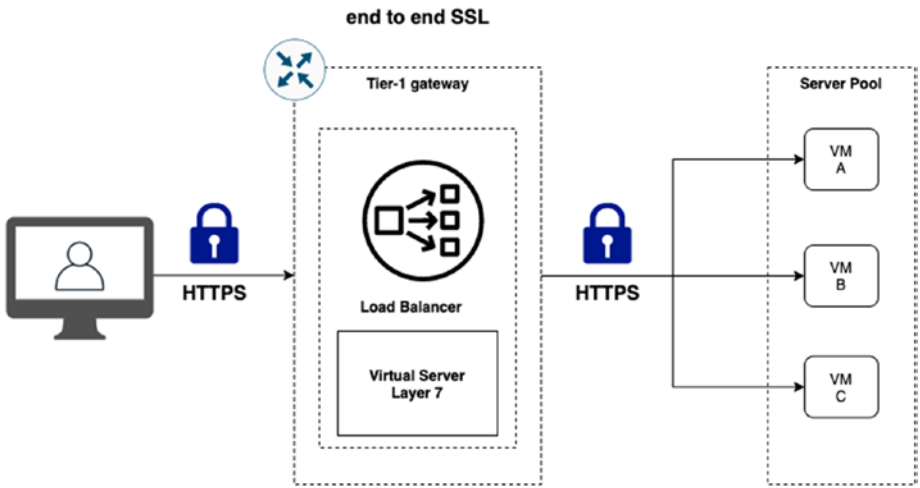 end to end SSL
Tier-1 gateway
Server Pool
VM
A
HTTPS
Load Balancer
HTTPS
VM
B
Virtual Server
Layer 7
VM
C